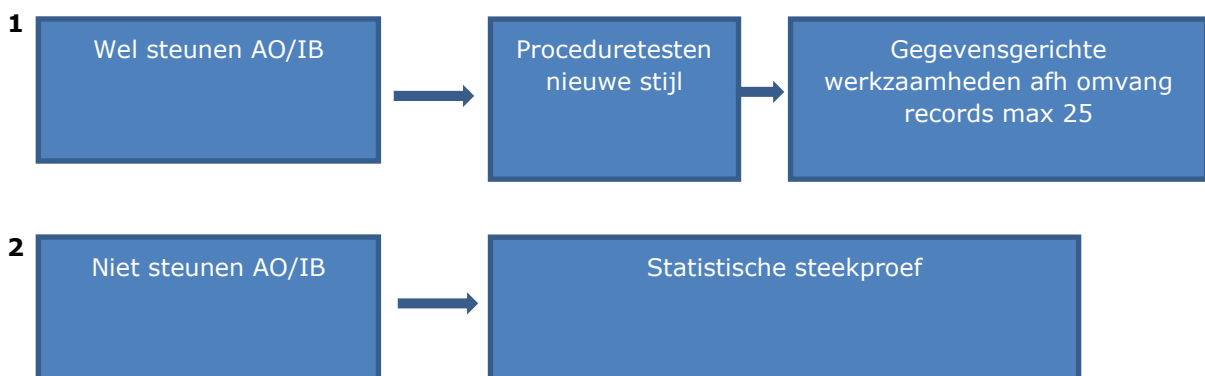 1
Wel steunen AO/IB
Proceduretesten
nieuwe stijl
Gegevensgerichte
werkzaamheden afh omvang
records max 25
2
Niet steunen AO/IB
Statistische steekproef